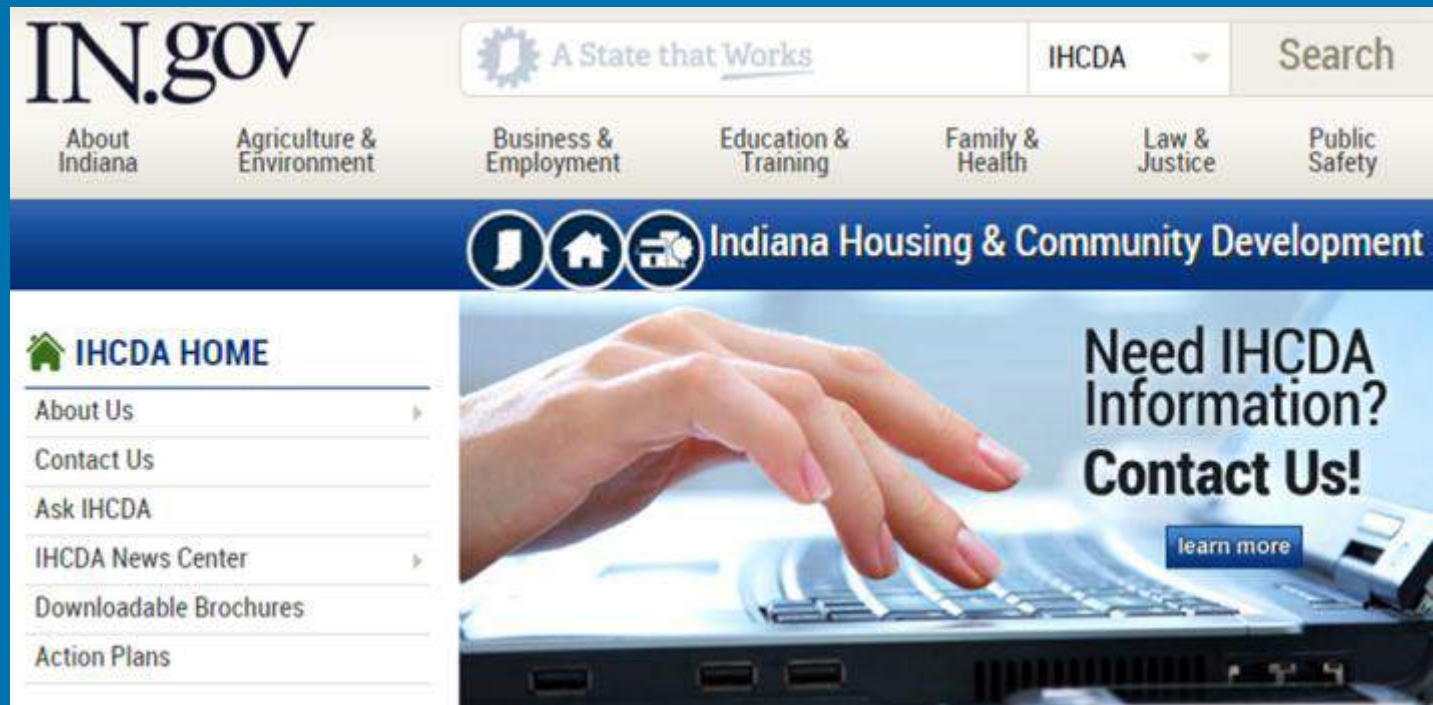 IN.gov
A State that Works
IHCDA
Search
About
Indiana
Agriculture &
Environment
Business &
Employment
Education &
Training
Family &
Health
Law &
Justice
Public
Safety
Indiana Housing & Community Development
IHCDA HOME
About Us
Contact Us
Ask IHCDA
IHCDA News Center
Downloadable Brochures
Action Plans
Need IHCDA
Information?
Contact Us!
learn more